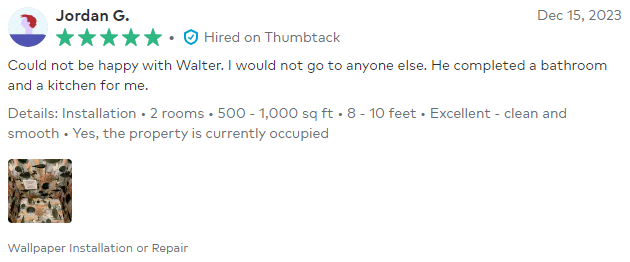 Jordan G.
Dec 15, 2023
• Hired on Thumbtack
Could not be happy with Walter. I would not go to anyone else. He completed a bathroom
and a kitchen for me.
Details: Installation • 2 rooms • 500 - 1,000 sq ft • 8 - 10 feet • Excellent - clean and
smooth • Yes, the property is currently occupied
Wallpaper Installation or Repair